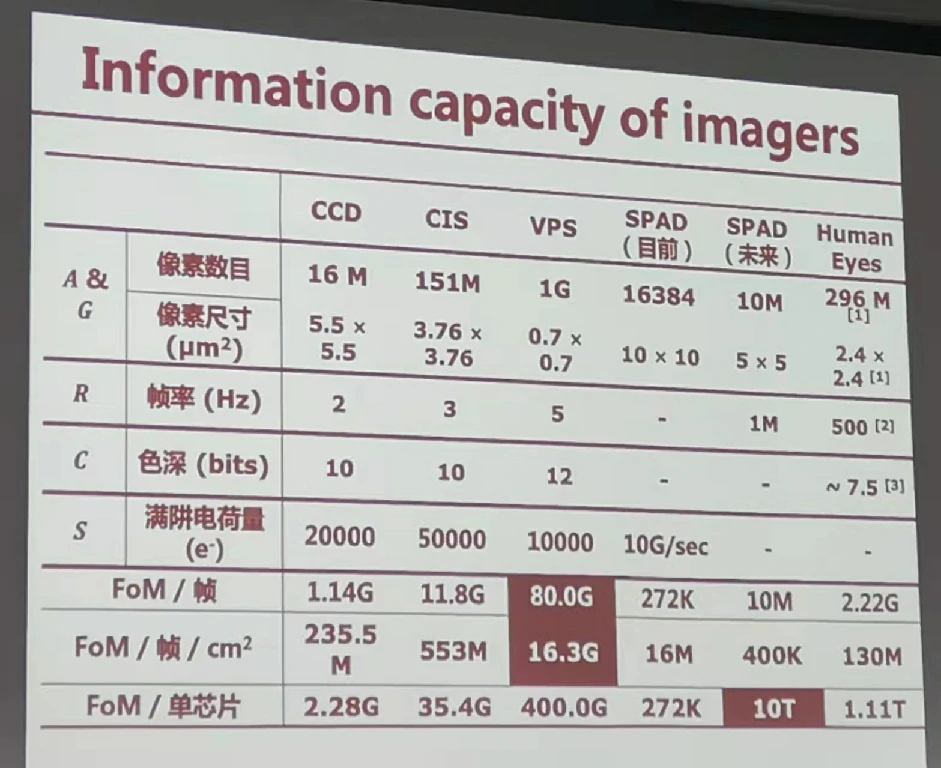 Information capacity of imagers
CCD CIS VPS SPAD (目前) SPAD (未来) Human Eyes
A & G 像素数目 16 M 151M 1G 16384 10M 296 M [1]
像素尺寸 (μm²) 5.5 × 5.5 3.76 × 3.76 0.7 × 0.7 10 × 10 5 × 5 2.4 × 2.4 [1]
R 帧率 (Hz) 2 3 5 - 1M 500 [2]
C 色深 (bits) 10 10 12 - - ~ 7.5 [3]
S 满阱电荷量 (e⁻) 20000 50000 10000 10G/sec - -
FoM / 帧 1.14G 11.8G 80.0G 272K 10M 2.22G
FoM / 帧 / cm² 235.5 M 553M 16.3G 16M 400K 130M
FoM / 单芯片 2.28G 35.4G 400.0G 272K 10T 1.11T